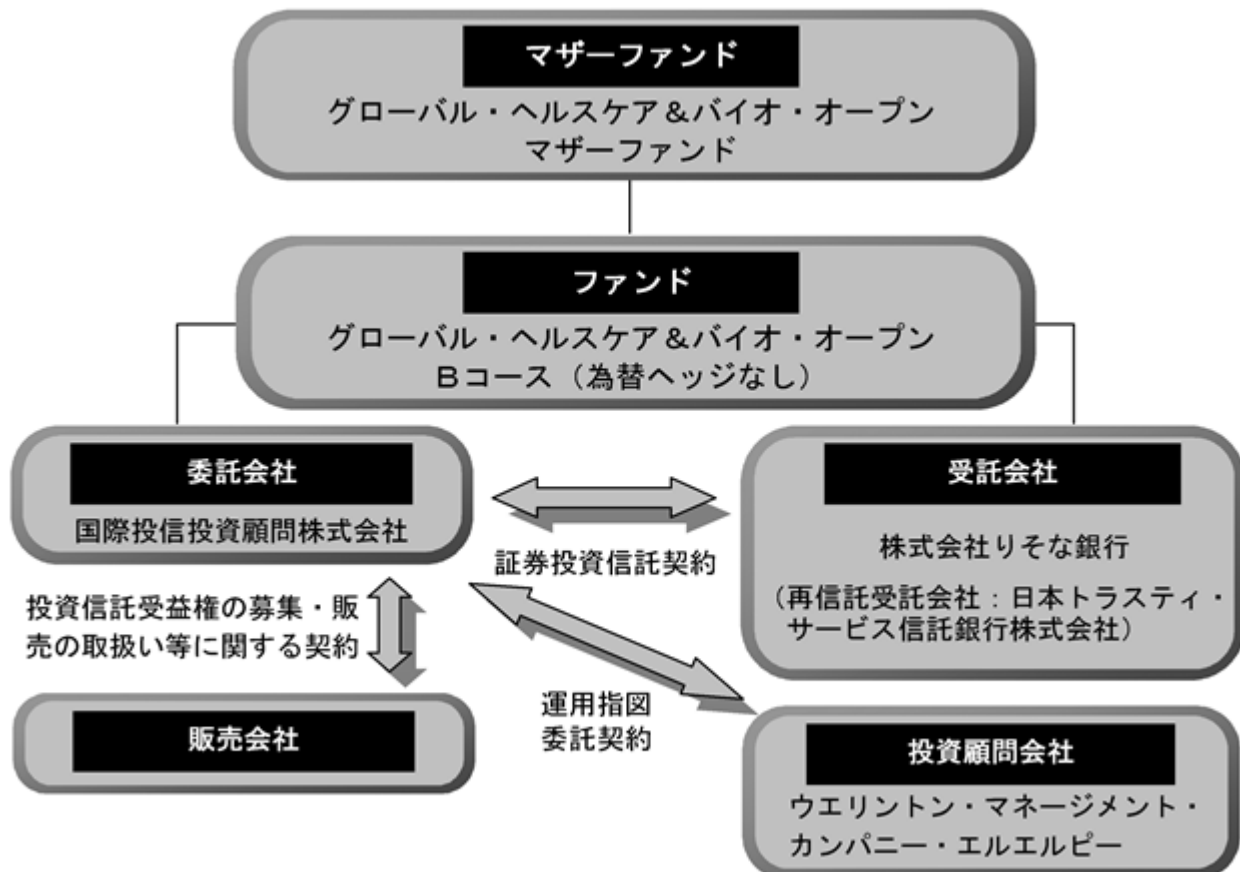 マザーファンド
グローバル・ヘルスケア＆バイオ・オープン
マザーファンド
ファンド
グローバル・ヘルスケア＆バイオ・オープン
Ｂコース（為替ヘッジなし）
委託会社
国際投信投資顧問株式会社
証券投資信託契約
受託会社
株式会社りそな銀行
（再信託受託会社：日本トラスティ・
サービス信託銀行株式会社）
投資信託受益権の募集・販
売の取扱い等に関する契約
運用指図
委託契約
販売会社
投資顧問会社
ウエリントン・マネージメント・
カンパニー・エルエルピー